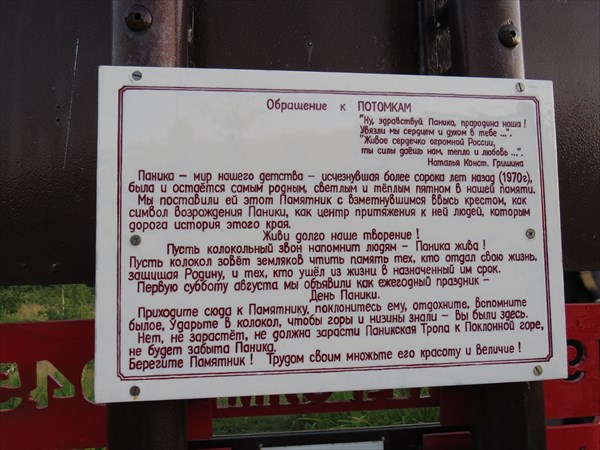 Обращение к ПОТОМКАМ
"Ну, здравствуй Паника, прародина наша!
Увязли мы сердцем и духом в тебе ...".
"Живое сердечко огромной России,
ты силы даёшь нам, тепло и любовь ...".
Наталья Конст. Гришина
Паника – мир нашего детства – исчезнувшая более сорока лет назад (1970г),
была и остаётся самым родным, светлым и тёплым пятном в нашей памяти.
Мы поставили ей этот Памятник с взметнувшимся ввысь крестом, как
символ возрождения Паники, как центр притяжения к ней людей, которым
дорога история этого края.
Живи долго наше творение!
Пусть колокольный звон напомнит людям – Паника жива!
Пусть колокол зовёт земляков чтить память тех, кто отдал свою жизнь,
защищая Родину, и тех, кто ушёл из жизни в назначенный им срок.
Первую субботу августа мы объявили как ежегодный праздник –
День Паники.
Приходите сюда к Памятнику, поклонитесь ему, отдохните, вспомните
былое, Ударьте в колокол, чтобы горы и низины знали – вы были здесь.
Нет, не зарастёт, не должна зарасти Паникская Тропа к Поклонной горе,
не будет забыта Паника.
Берегите Памятник! Трудом своим множьте его красоту и величие!